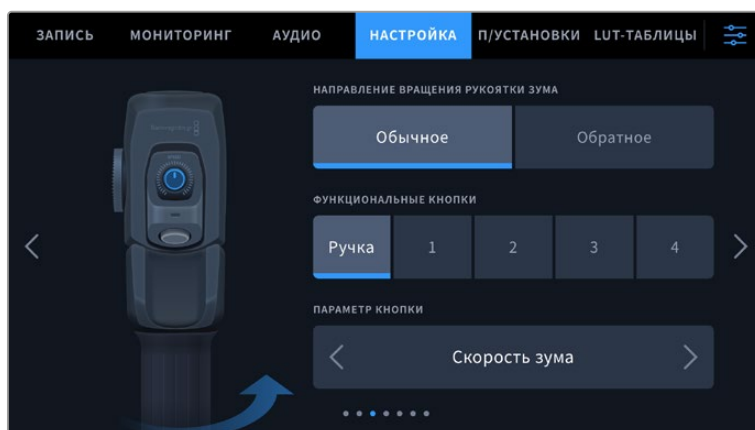 ЗАПИСЬ МОНИТОРИНГ АУДИО НАСТРОЙКА П/УСТАНОВКИ LUT-ТАБЛИЦЫ
НАПРАВЛЕНИЕ ВРАЩЕНИЯ РУКОЯТКИ ЗУМА
Обычное Обратное
ФУНКЦИОНАЛЬНЫЕ КНОПКИ
Ручка 1 2 3 4
ПАРАМЕТР КНОПКИ
Скорость зума